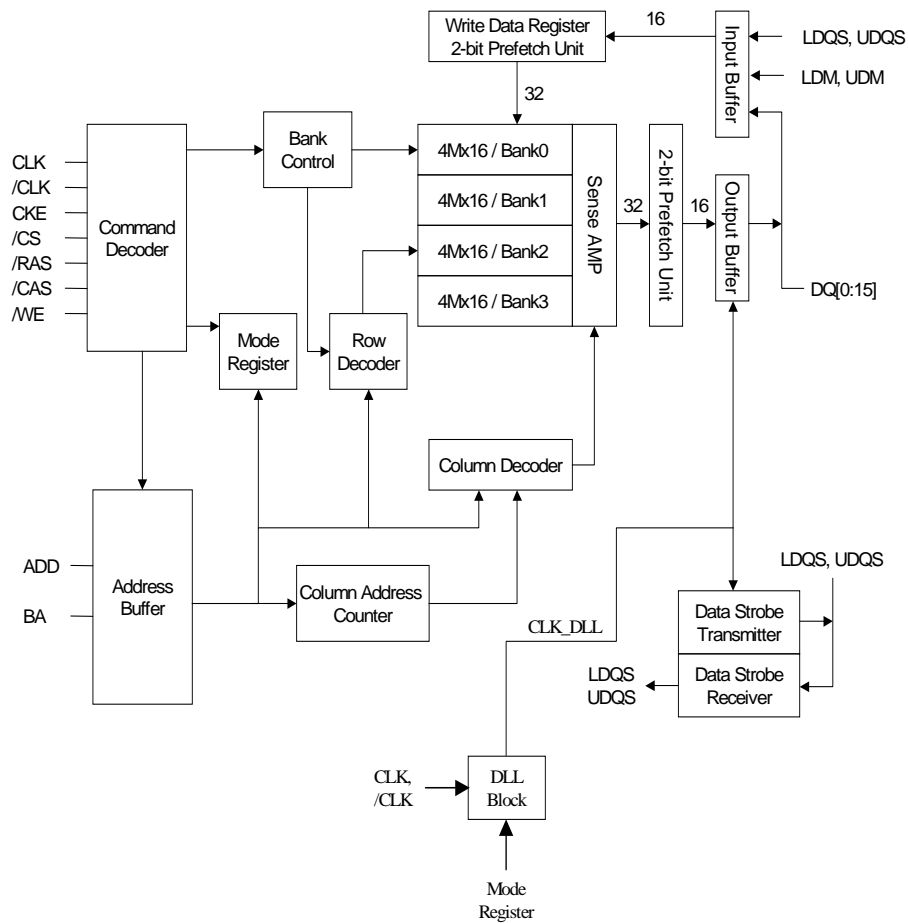 Write Data Register
2-bit Prefetch Unit
16
Input Buffer
LDQS, UDQS
LDM, UDM
32
Bank
Control
4Mx16 / Bank0
4Mx16 / Bank1
4Mx16 / Bank2
4Mx16 / Bank3
Sense AMP
32
2-bit Prefetch Unit
16
Output Buffer
DQ[0:15]
CLK
/CLK
CKE
/CS
/RAS
/CAS
/WE
Command
Decoder
Mode
Register
Row
Decoder
Column Decoder
ADD
BA
Address
Buffer
Column Address
Counter
CLK_DLL
LDQS, UDQS
Data Strobe
Transmitter
Data Strobe
Receiver
LDQS
UDQS
CLK,
/CLK
DLL
Block
Mode
Register